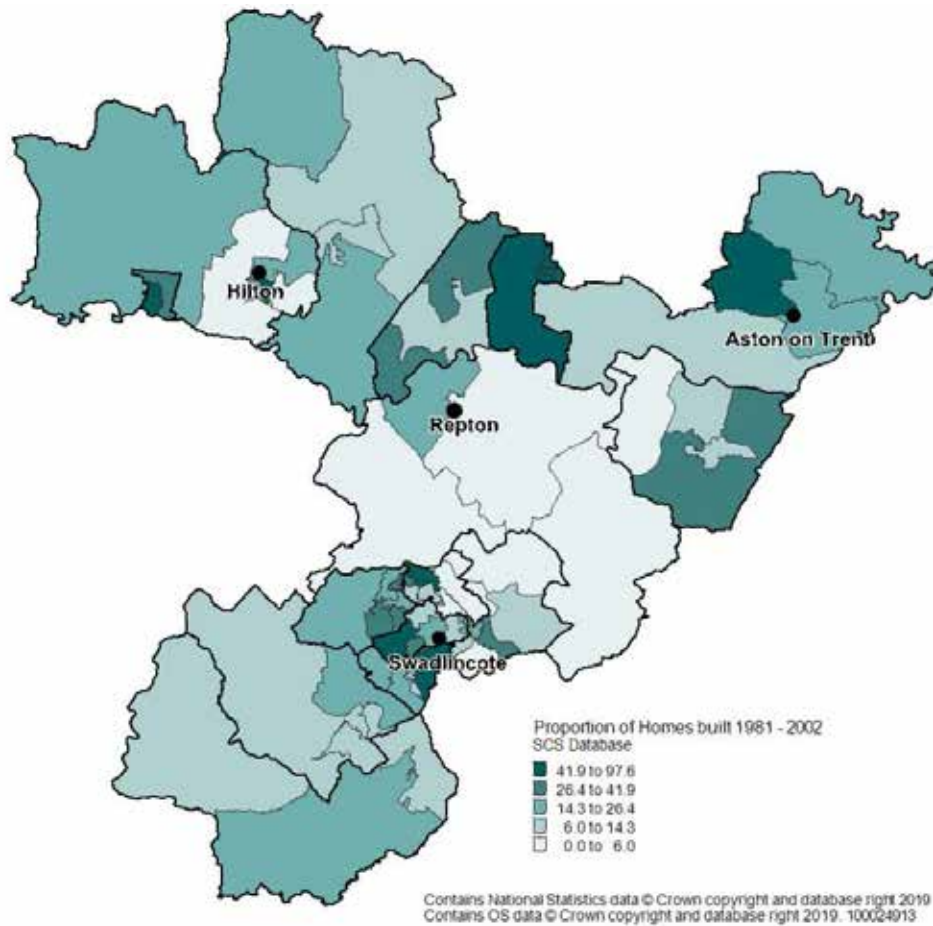 Hilton
Aston on Trent
Repton
Swadlincote
Proportion of Homes built 1981 - 2002
SCS Database
41.9 to 97.6
26.4 to 41.9
14.3 to 26.4
6.0 to 14.3
0.0 to 6.0
Contains National Statistics data © Crown copyright and database right 2019
Contains OS data © Crown copyright and database right 2019. 100024913